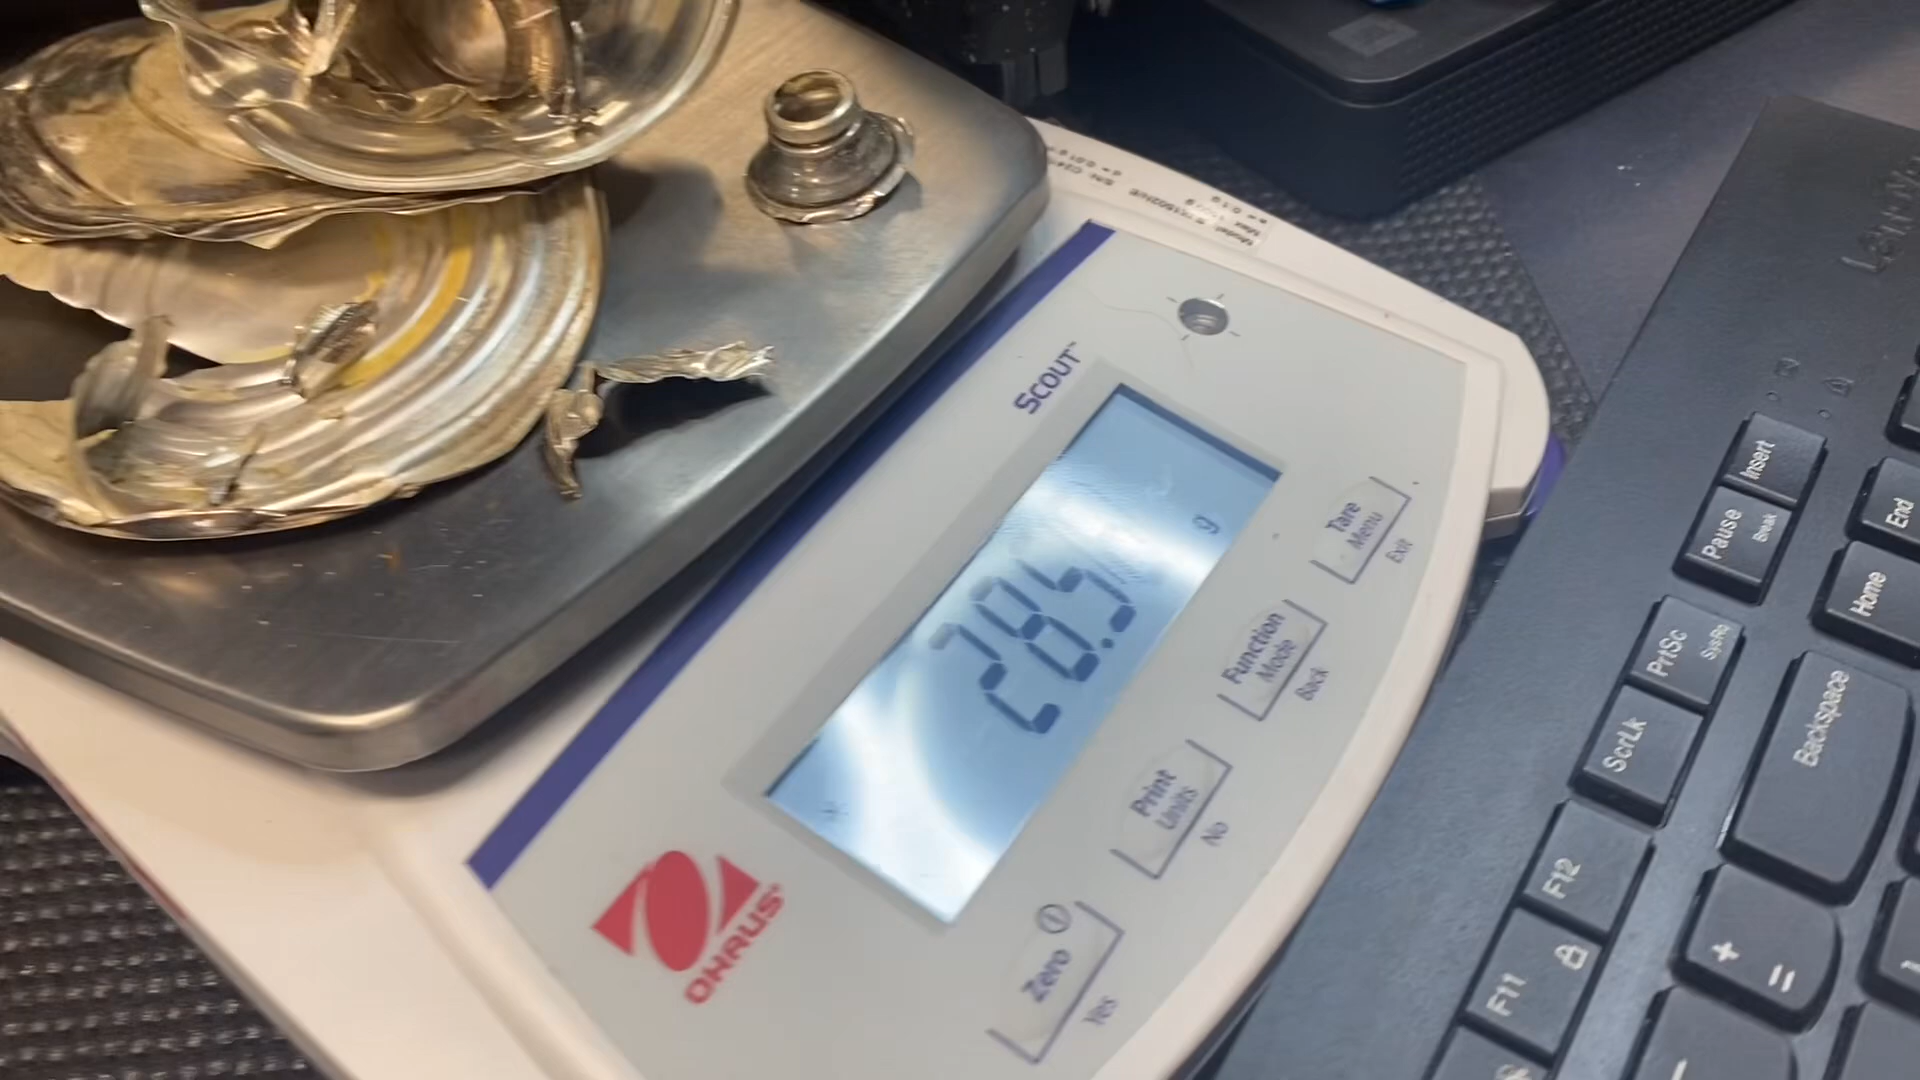 SCOUT™
28.5 g
OHAUS®
Tare
Menu
Exit
Function
Mode
Back
Print
Units
No
Zero
Yes
Insert
Pause
Break
End
Home
PrtSc
SysRq
ScrLk
Backspace
F12
F11
+
=